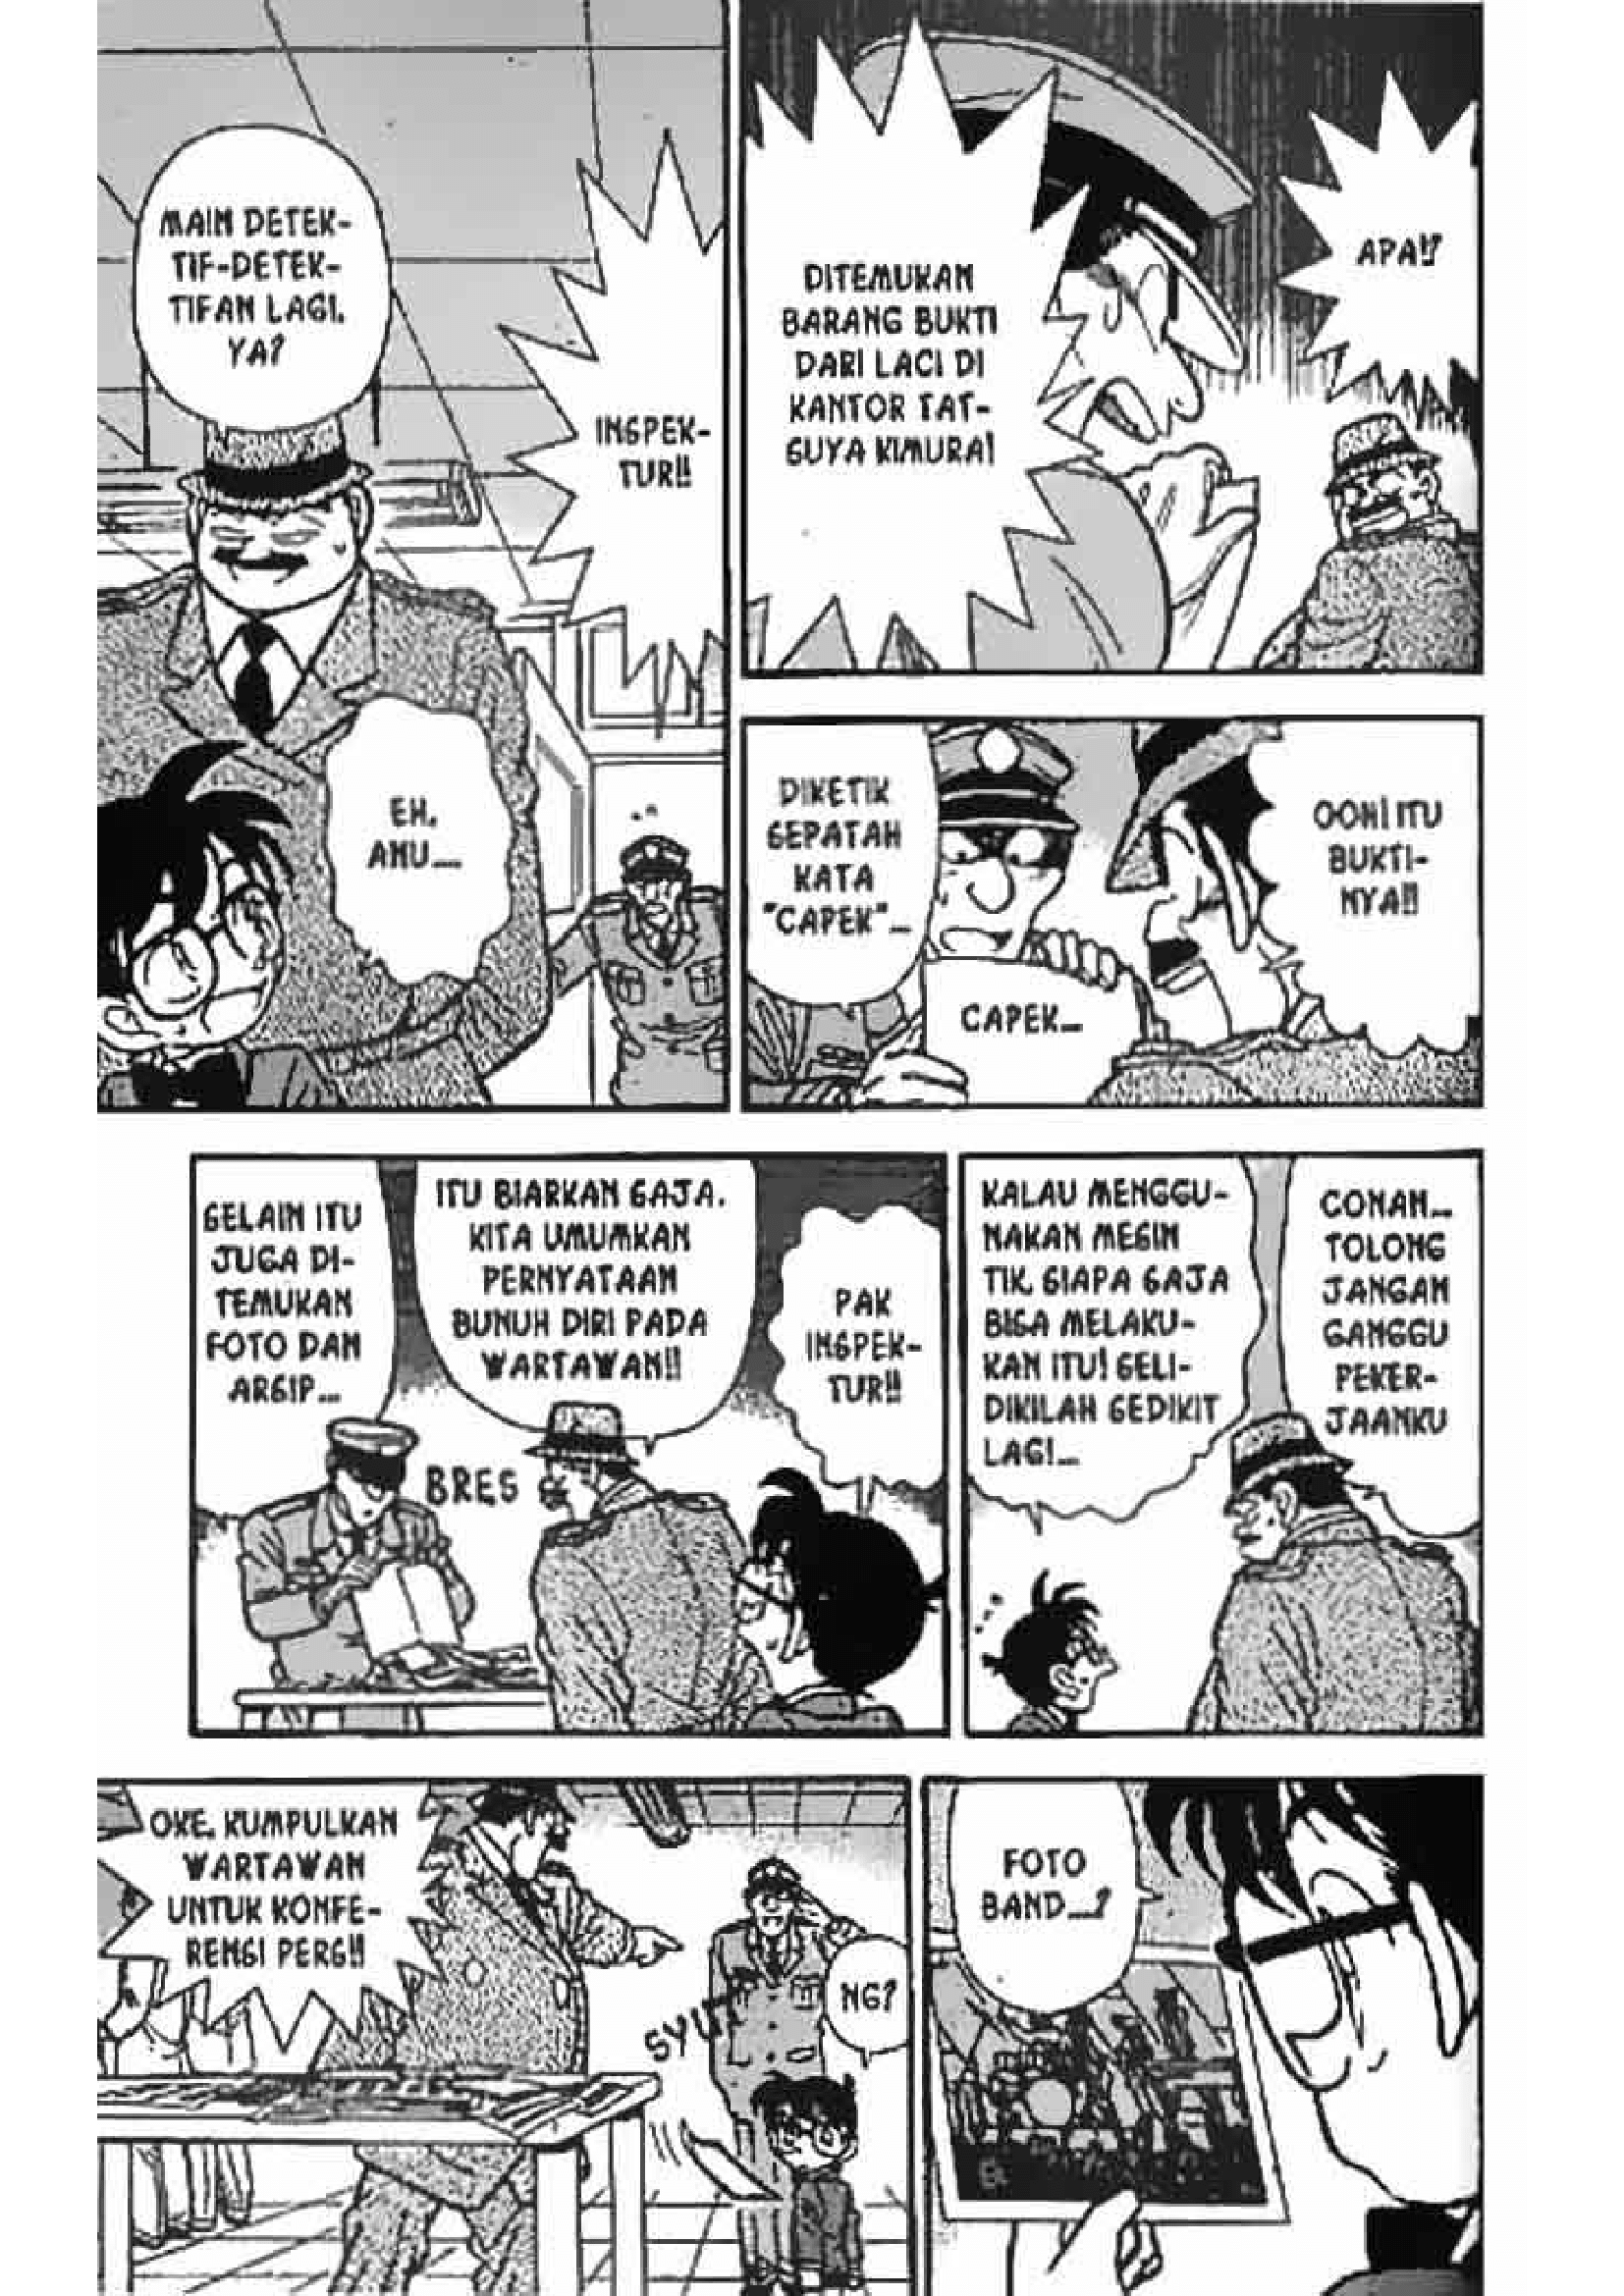 MAIN DETEK-
TIF-DETEK-
TIFAN LAGI,
YA?
INSPEK-
TUR!!
EH,
ANU...
DITEMUKAN
BARANG BUKTI
DARI LACI DI
KANTOR TAT-
SUYA KIMURA!
APA!?
DIKETIK
SEPATAH
KATA
"CAPEK"...
CAPEK...
OOH! ITU
BUKTI-
NYA!!
SELAIN ITU
JUGA DI-
TEMUKAN
FOTO DAN
ARSIP...
ITU BIARKAN SAJA.
KITA UMUMKAN
PERNYATAAN
BUNUH DIRI PADA
WARTAWAN!!
PAK
INSPEK-
TUR!!
BRES
KALAU MENGGU-
NAKAN MESIN
TIK, SIAPA SAJA
BISA MELAKU-
KAN ITU! SELI-
DIKILAH SEDIKIT
LAGI...
CONAN...
TOLONG
JANGAN
GANGGU
PEKER-
JAANKU
OKE, KUMPULKAN
WARTAWAN
UNTUK KONFE-
RENSI PERS!!
SYUT
NG?
FOTO
BAND...?